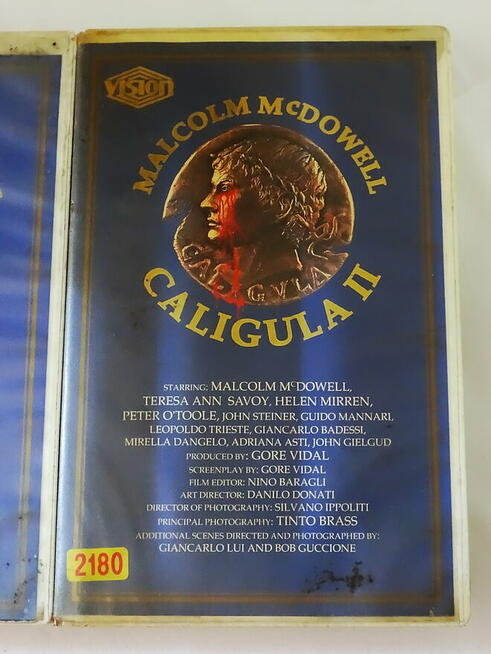 VISION
MALCOLM McDOWELL
CALIGVLA
CALIGULA II
STARRING: MALCOLM McDOWELL,
TERESA ANN SAVOY, HELEN MIRREN,
PETER O'TOOLE, JOHN STEINER, GUIDO MANNARI,
LEOPOLDO TRIESTE, GIANCARLO BADESSI,
MIRELLA DANGELO, ADRIANA ASTI, JOHN GIELGUD
PRODUCED BY: GORE VIDAL
SCREENPLAY BY: GORE VIDAL
FILM EDITOR: NINO BARAGLI
ART DIRECTOR: DANILO DONATI
DIRECTOR OF PHOTOGRAPHY: SILVANO IPPOLITI
PRINCIPAL PHOTOGRAPHY: TINTO BRASS
ADDITIONAL SCENES DIRECTED AND PHOTOGRAPHED BY:
GIANCARLO LUI AND BOB GUCCIONE
2180